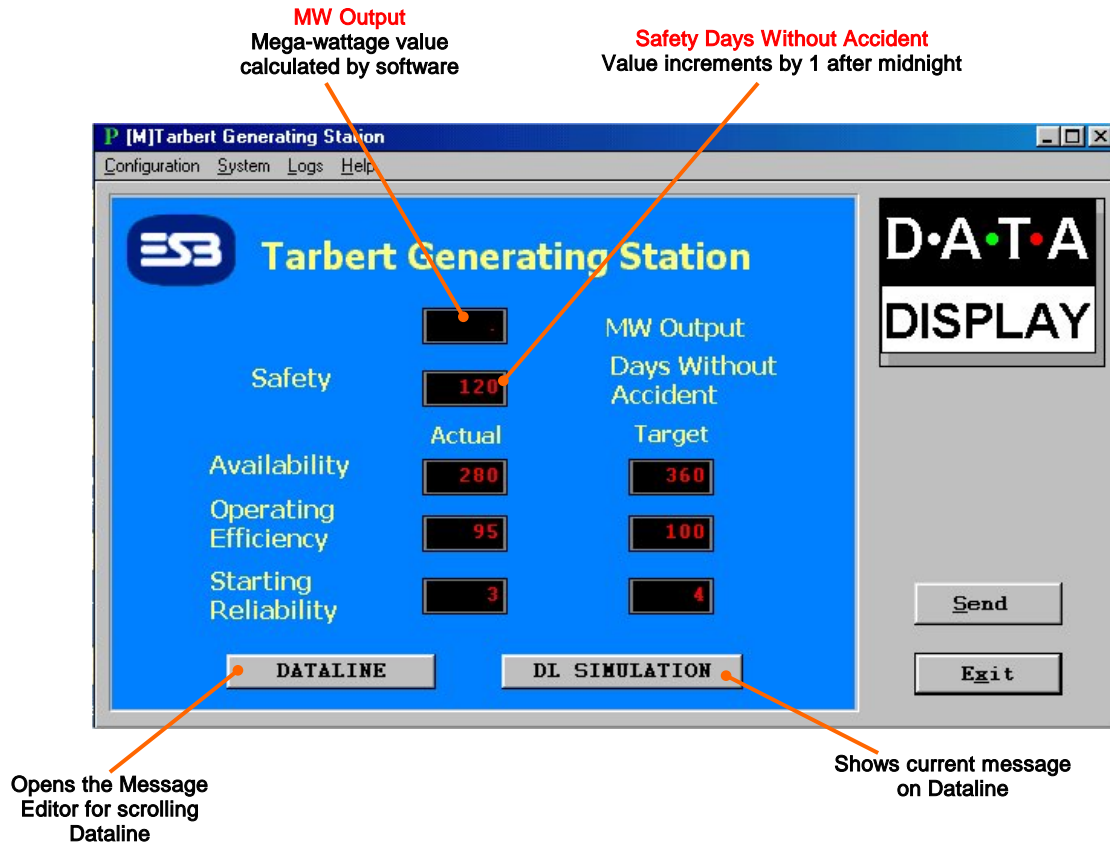 MW Output
Mega-wattage value
calculated by software
Safety Days Without Accident
Value increments by 1 after midnight
P [M]Tarbert Generating Station
Configuration System Logs Help
ESB
Tarbert Generating Station
D•A•T•A
DISPLAY
.
MW Output
Safety
120
Days Without
Accident
Actual
Target
Availability
280
360
Operating
Efficiency
95
100
Starting
Reliability
3
4
Send
DATALINE
DL SIMULATION
Exit
Opens the Message
Editor for scrolling
Dataline
Shows current message
on Dataline